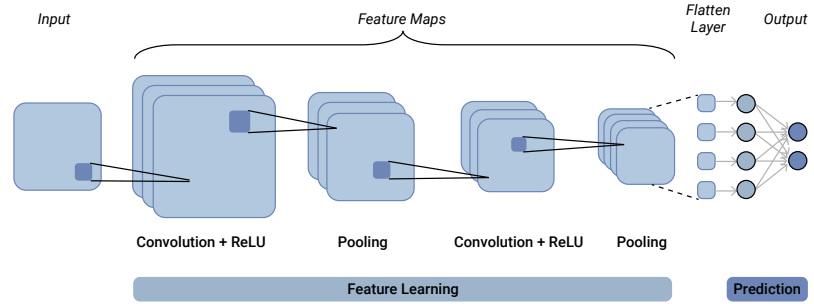 Input
Feature Maps
Flatten
Layer
Output
Convolution + ReLU
Pooling
Convolution + ReLU
Pooling
Feature Learning
Prediction